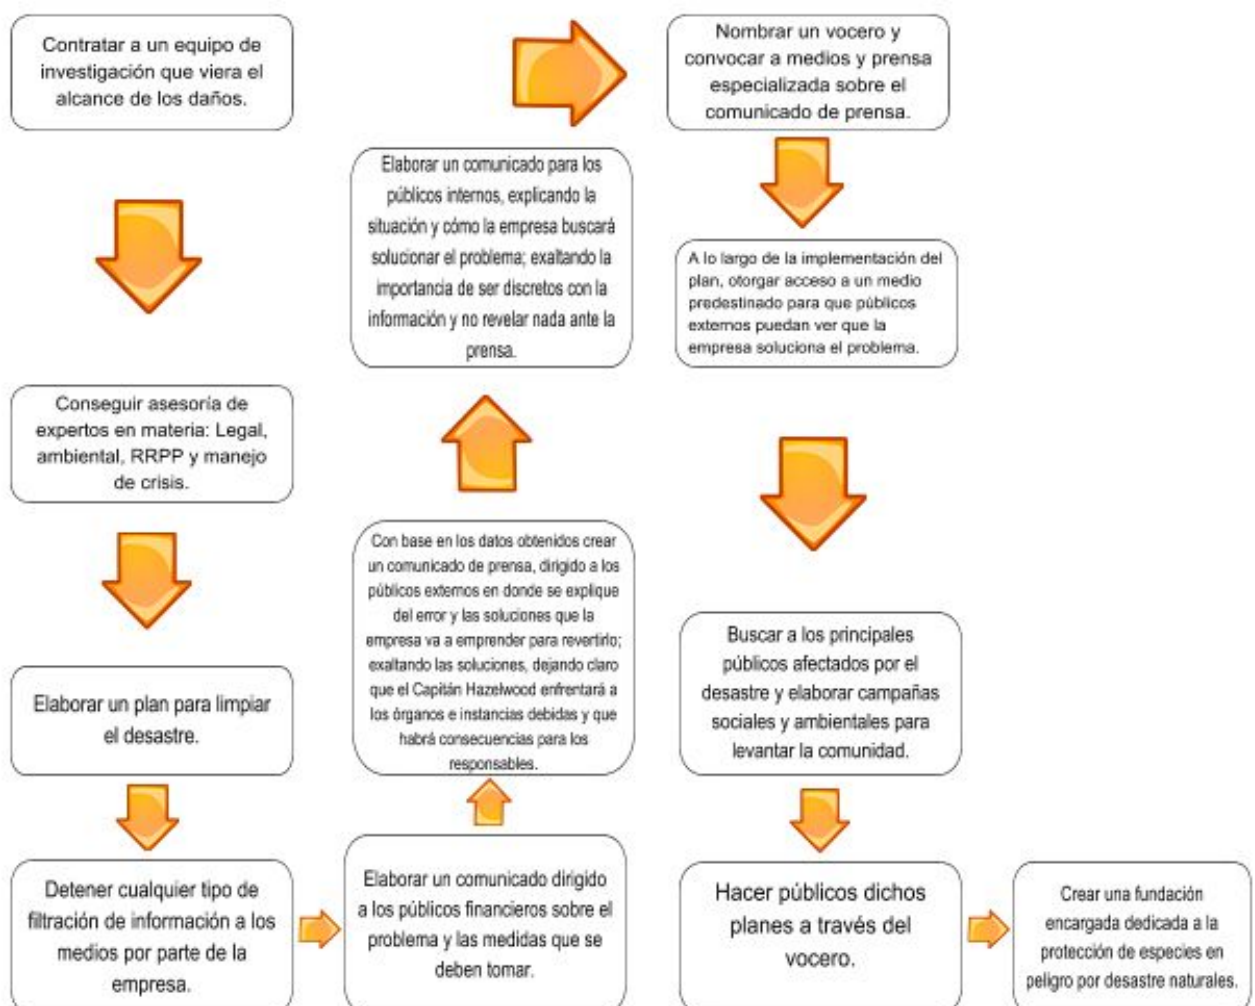 Contratar a un equipo de
investigación que viera el
alcance de los daños.
Conseguir asesoría de
expertos en materia: Legal,
ambiental, RRPP y manejo
de crisis.
Elaborar un plan para limpiar
el desastre.
Detener cualquier tipo de
filtración de información a los
medios por parte de la
empresa.
Elaborar un comunicado dirigido
a los públicos financieros sobre el
problema y las medidas que se
deben tomar.
Con base en los datos obtenidos crear
un comunicado de prensa, dirigido a los
públicos externos en donde se explique
del error y las soluciones que la
empresa va a emprender para revertirlo;
exaltando las soluciones, dejando claro
que el Capitán Hazelwood enfrentará a
los órganos e instancias debidas y que
habrá consecuencias para los
responsables.
Elaborar un comunicado para los
públicos internos, explicando la
situación y cómo la empresa buscará
solucionar el problema; exaltando la
importancia de ser discretos con la
información y no revelar nada ante la
prensa.
Nombrar un vocero y
convocar a medios y prensa
especializada sobre el
comunicado de prensa.
A lo largo de la implementación del
plan, otorgar acceso a un medio
predestinado para que públicos
externos puedan ver que la
empresa soluciona el problema.
Buscar a los principales
públicos afectados por el
desastre y elaborar campañas
sociales y ambientales para
levantar la comunidad.
Hacer públicos dichos
planes a través del
vocero.
Crear una fundación
encargada dedicada a la
protección de especies en
peligro por desastre naturales.